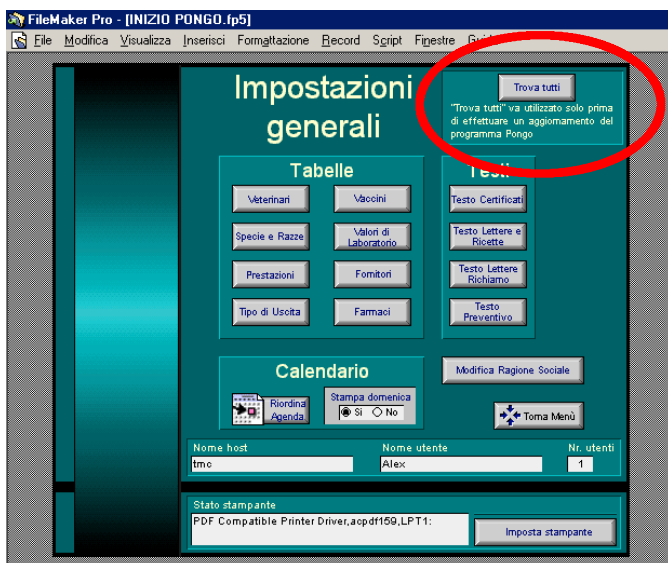 FileMaker Pro - [INIZIO PONGO.fp5]
File Modifica Visualizza Inserisci Formattazione Record Script Finestre
Impostazioni
generali
Trova tutti
"Trova tutti" va utilizzato solo prima
di effettuare un aggiornamento del
programma Pongo
Tabelle
Veterinari
Vaccini
Specie e Razze
Valori di
Laboratorio
Prestazioni
Fornitori
Tipo di Uscita
Farmaci
Testi
Testo Certificati
Testo Lettere e
Ricette
Testo Lettere
Richiamo
Testo
Preventivo
Calendario
Riordina
Agenda
Stampa domenica
Si No
Modifica Ragione Sociale
Torna Menù
Nome host
Nome utente
Nr. utenti
tmc
Alex
1
Stato stampante
PDF Compatible Printer Driver,acpdf159,LPT1:
Imposta stampante